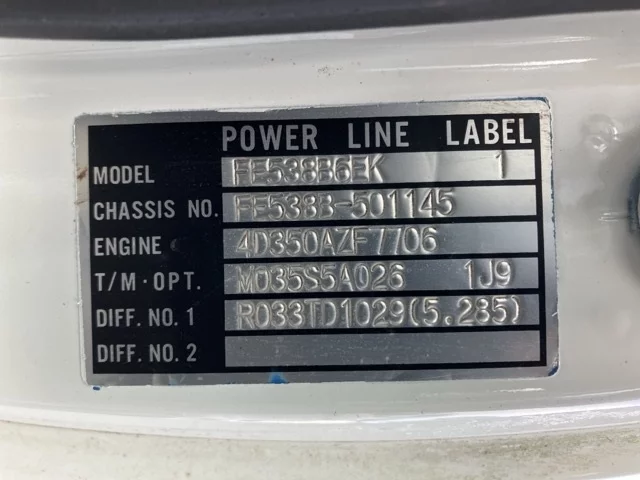 POWER LINE LABEL
MODEL FE538B6EK 1
CHASSIS NO. FE538B-501145
ENGINE 4D350AZF7706
T/M·OPT. M035S5A026 1J9
DIFF. NO. 1 R033TD1029(5.285)
DIFF. NO. 2